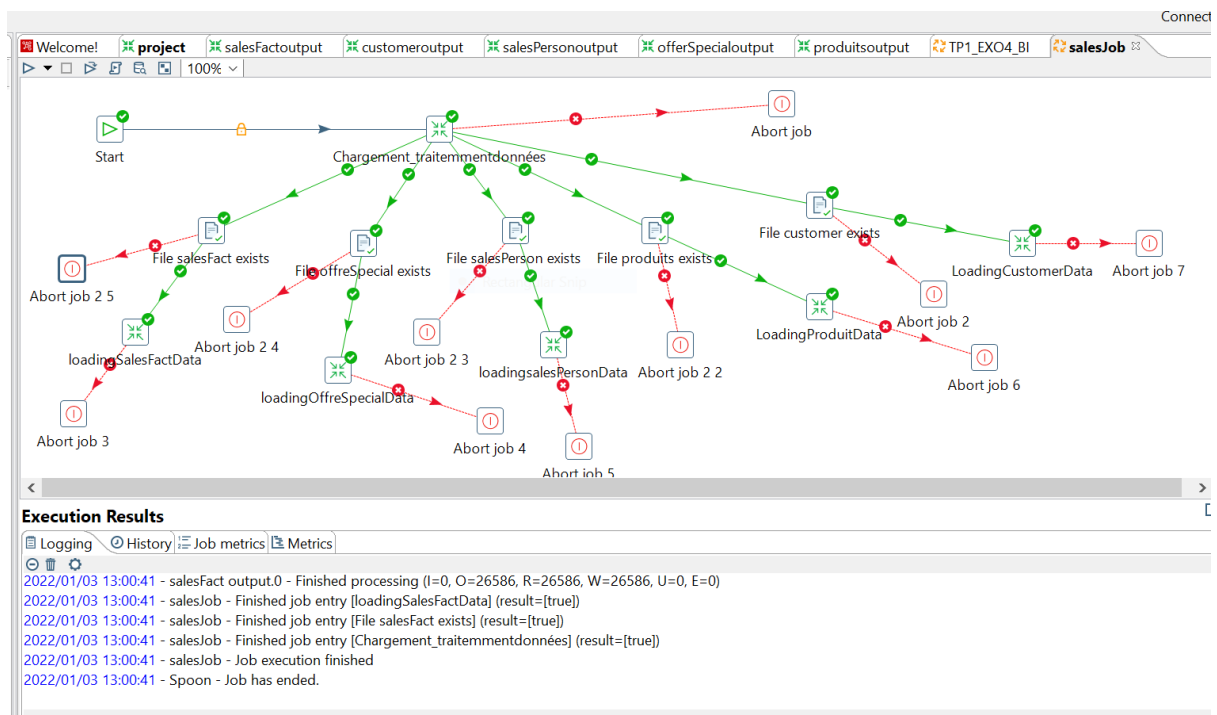 Connect
Welcome! project salesFactoutput customeroutput salesPersonoutput offerSpecialoutput produitsoutput TP1_EXO4_BI salesJob
100%
Abort job
Start
Chargement_traitemmentdonnées
File customer exists
File salesFact exists
File offreSpecial exists
File salesPerson exists
File produits exists
LoadingCustomerData
Abort job 7
Abort job 2 5
Abort job 2
LoadingProduitData
loadingSalesFactData
Abort job 2 4
Abort job 2 3
loadingsalesPersonData
Abort job 2 2
Abort job 6
loadingOffreSpecialData
Abort job 3
Abort job 4
Abort job 5
Execution Results
Logging History Job metrics Metrics
2022/01/03 13:00:41 - salesFact output.0 - Finished processing (I=0, O=26586, R=26586, W=26586, U=0, E=0)
2022/01/03 13:00:41 - salesJob - Finished job entry [loadingSalesFactData] (result=[true])
2022/01/03 13:00:41 - salesJob - Finished job entry [File salesFact exists] (result=[true])
2022/01/03 13:00:41 - salesJob - Finished job entry [Chargement_traitemmentdonnées] (result=[true])
2022/01/03 13:00:41 - salesJob - Job execution finished
2022/01/03 13:00:41 - Spoon - Job has ended.